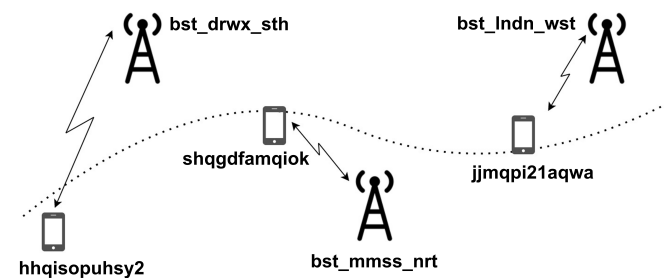 bst_drwx_sth
bst_lndn_wst
shqgdfamqiok
jjmqpi21aqwa
hhqisopuhsy2
bst_mmss_nrt